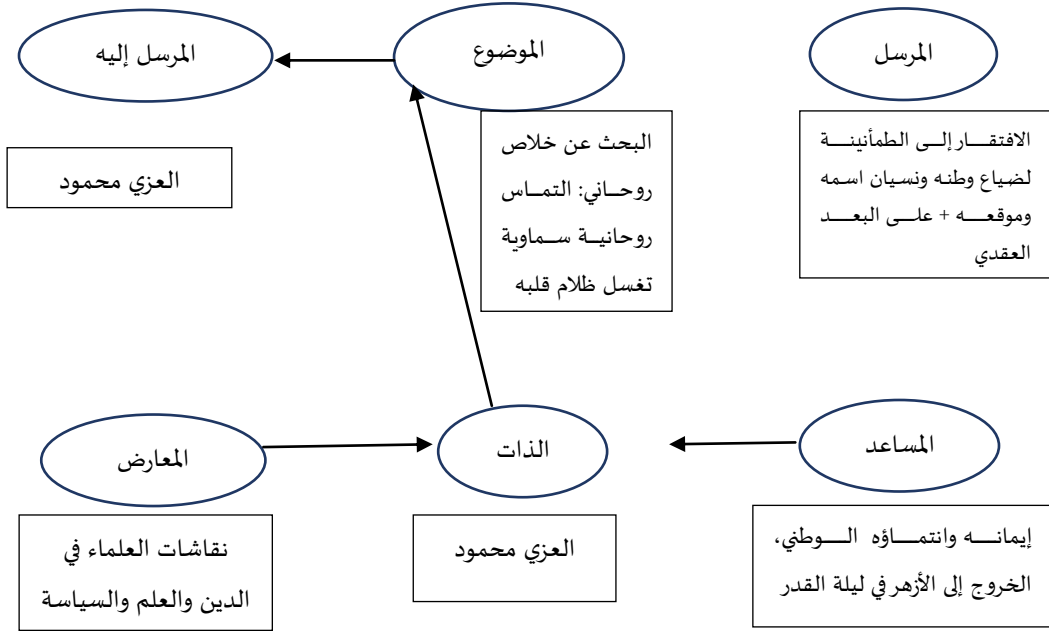 المرسل
الموضوع
المرسل إليه
الافتقار إلى الطمأنينة
لضياع وطنه ونسيان اسمه
وموقعه + على البعد
العقدي
البحث عن خلاص
روحاني: التماس
روحانية سماوية
تغسل ظلام قلبه
العزي محمود
المساعد
الذات
المعارض
إيمانه وانتماؤه الوطني،
الخروج إلى الأزهر في ليلة القدر
العزي محمود
نقاشات العلماء في
الدين والعلم والسياسة